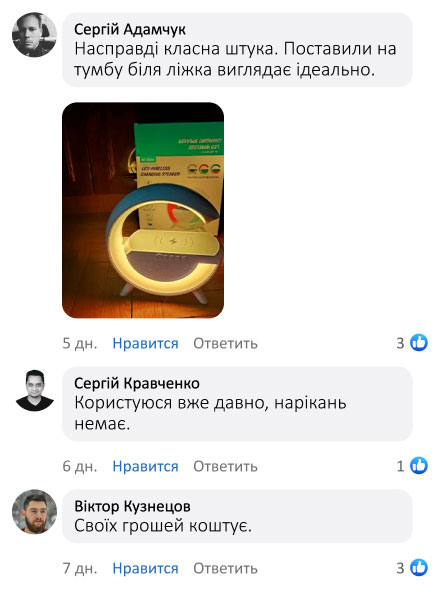 Сергій Адамчук
Насправді класна штука. Поставили на
тумбу біля ліжка виглядає ідеально.
LED WIRELESS
CHARGING SPEAKER
5 дн. Нравится Ответить 3
Сергій Кравченко
Користуюся вже давно, нарікань
немає.
6 дн. Нравится Ответить 1
Віктор Кузнецов
Своїх грошей коштує.
7 дн. Нравится Ответить 3